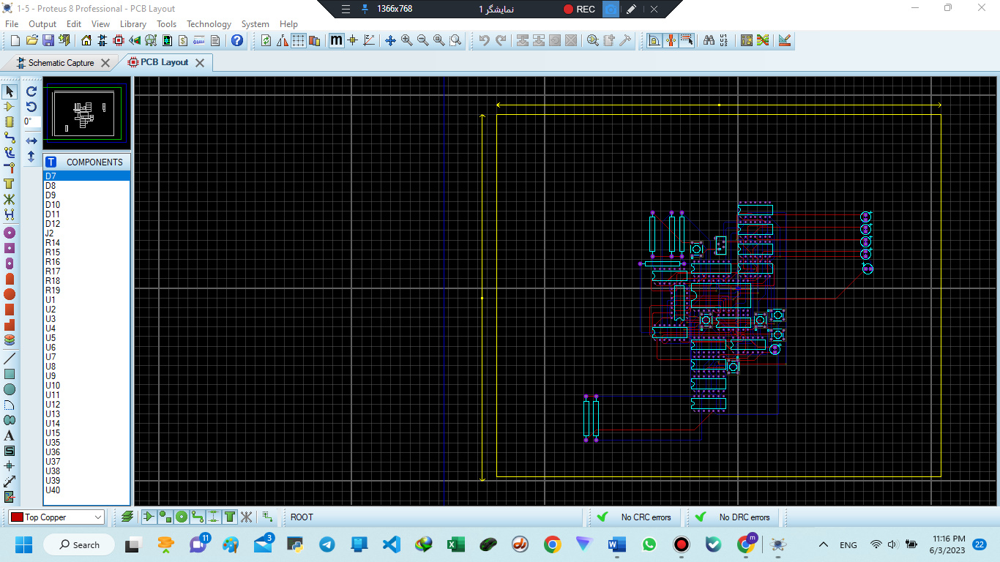 1-5 - Proteus 8 Professional - PCB Layout
1366x768
نمایشگر 1
REC
File Output Edit View Library Tools Technology System Help
Schematic Capture
PCB Layout
0°
T COMPONENTS
D7
D8
D9
D10
D11
D12
J2
R14
R15
R16
R17
R18
R19
U1
U2
U3
U4
U5
U6
U7
U8
U9
U10
U11
U12
U13
U14
U15
U35
U36
U37
U38
U39
U40
Top Copper
ROOT
No CRC errors
No DRC errors
Search
11
3
m
ENG
11:16 PM
6/3/2023
22